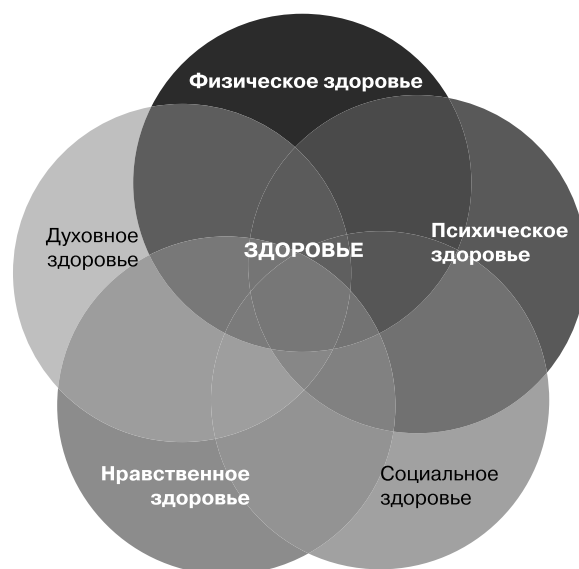 Физическое здоровье
Духовное
здоровье
ЗДОРОВЬЕ
Психическое
здоровье
Нравственное
здоровье
Социальное
здоровье